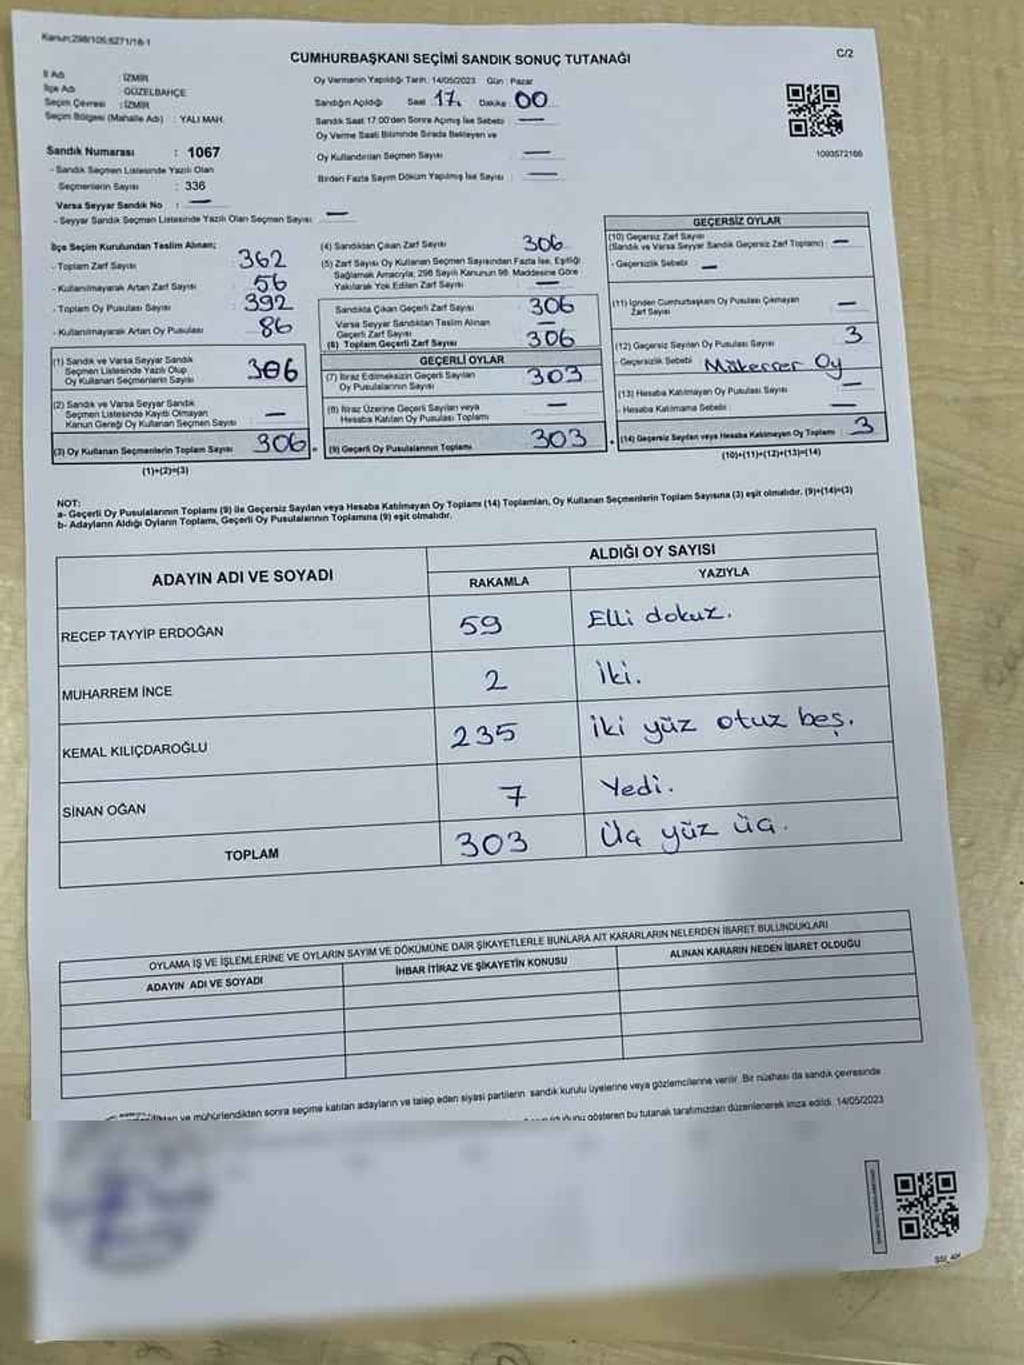 Kanun:298/105;6271/18-1
C/2
CUMHURBAŞKANI SEÇİMİ SANDIK SONUÇ TUTANAĞI
İl Adı : İZMİR
İlçe Adı : GÜZELBAHÇE
Seçim Çevresi : İZMİR
Seçim Bölgesi (Mahalle Adı) : YALI MAH.
Sandık Numarası : 1067
- Sandık Seçmen Listesinde Yazılı Olan
Seçmenlerin Sayısı : 336
Varsa Seyyar Sandık No : —
- Seyyar Sandık Seçmen Listesinde Yazılı Olan Seçmen Sayısı —
Oy Vermenin Yapıldığı Tarih: 14/05/2023 Gün : Pazar
Sandığın Açıldığı Saat 17. Dakika 00
Sandık Saat 17:00'den Sonra Açılmış İse Sebebi —
Oy Verme Saati Bitiminde Sırada Bekleyen ve
Oy Kullandırılan Seçmen Sayısı —
Birden Fazla Sayım Döküm Yapılmış İse Sayısı —
1093572166
İlçe Seçim Kurulundan Teslim Alınan;
- Toplam Zarf Sayısı 362
- Kullanılmayarak Artan Zarf Sayısı 56
- Toplam Oy Pusulası Sayısı 392
- Kullanılmayarak Artan Oy Pusulası 86
(1) Sandık ve Varsa Seyyar Sandık
Seçmen Listesinde Yazılı Olup
Oy Kullanan Seçmenlerin Sayısı 306
(2) Sandık ve Varsa Seyyar Sandık
Seçmen Listesinde Kayıtlı Olmayan
Kanun Gereği Oy Kullanan Seçmen Sayısı —
(3) Oy Kullanan Seçmenlerin Toplam Sayısı 306
(1)+(2)=(3)
(4) Sandıktan Çıkan Zarf Sayısı 306
(5) Zarf Sayısı Oy Kullanan Seçmen Sayısından Fazla İse, Eşitliği
Sağlamak Amacıyla, 298 Sayılı Kanunun 98. Maddesine Göre
Yakılarak Yok Edilen Zarf Sayısı —
Sandıkta Çıkan Geçerli Zarf Sayısı 306
Varsa Seyyar Sandıktan Teslim Alınan
Geçerli Zarf Sayısı —
(6) Toplam Geçerli Zarf Sayısı 306
GEÇERLİ OYLAR
(7) İtiraz Edilmeksizin Geçerli Sayılan
Oy Pusulalarının Sayısı 303
(8) İtiraz Üzerine Geçerli Sayılan veya
Hesaba Katılan Oy Pusulası Toplamı —
(9) Geçerli Oy Pusulalarının Toplamı 303
GEÇERSİZ OYLAR
(10) Geçersiz Zarf Sayısı
(Sandık ve Varsa Seyyar Sandık Geçersiz Zarf Toplamı) : —
- Geçersizlik Sebebi : —
(11) İçinden Cumhurbaşkanı Oy Pusulası Çıkmayan
Zarf Sayısı —
(12) Geçersiz Sayılan Oy Pusulası Sayısı 3
- Geçersizlik Sebebi : Mükerrer Oy
(13) Hesaba Katılmayan Oy Pusulası Sayısı —
- Hesaba Katılmama Sebebi : —
(14) Geçersiz Sayılan veya Hesaba Katılmayan Oy Toplamı 3
(10)+(11)+(12)+(13)=(14)
NOT:
a- Geçerli Oy Pusulalarının Toplamı (9) ile Geçersiz Sayılan veya Hesaba Katılmayan Oy Toplamı (14) Toplamları, Oy Kullanan Seçmenlerin Toplam Sayısına (3) eşit olmalıdır. (9)+(14)=(3)
b- Adayların Aldığı Oyların Toplamı, Geçerli Oy Pusulalarının Toplamına (9) eşit olmalıdır.
ADAYIN ADI VE SOYADI
ALDIĞI OY SAYISI
RAKAMLA YAZIYLA
RECEP TAYYİP ERDOĞAN 59 Elli dokuz.
MUHARREM İNCE 2 İki.
KEMAL KILIÇDAROĞLU 235 İki yüz otuz beş.
SİNAN OĞAN 7 Yedi.
TOPLAM 303 Üç yüz üç.
OYLAMA İŞ VE İŞLEMLERİNE VE OYLARIN SAYIM VE DÖKÜMÜNE DAİR ŞİKAYETLERLE BUNLARA AİT KARARLARIN NELERDEN İBARET BULUNDUKLARI
ADAYIN ADI VE SOYADI
İHBAR İTİRAZ VE ŞİKAYETİN KONUSU
ALINAN KARARIN NEDEN İBARET OLDUĞU
ve mühürlendikten sonra seçime katılan adayların ve talep eden siyasi partilerin sandık kurulu üyelerine veya gözlemcilerine verilir. Bir nüshası da sandık çevresinde
gösteren bu tutanak tarafımızdan düzenlenerek imza edildi. 14/05/2023